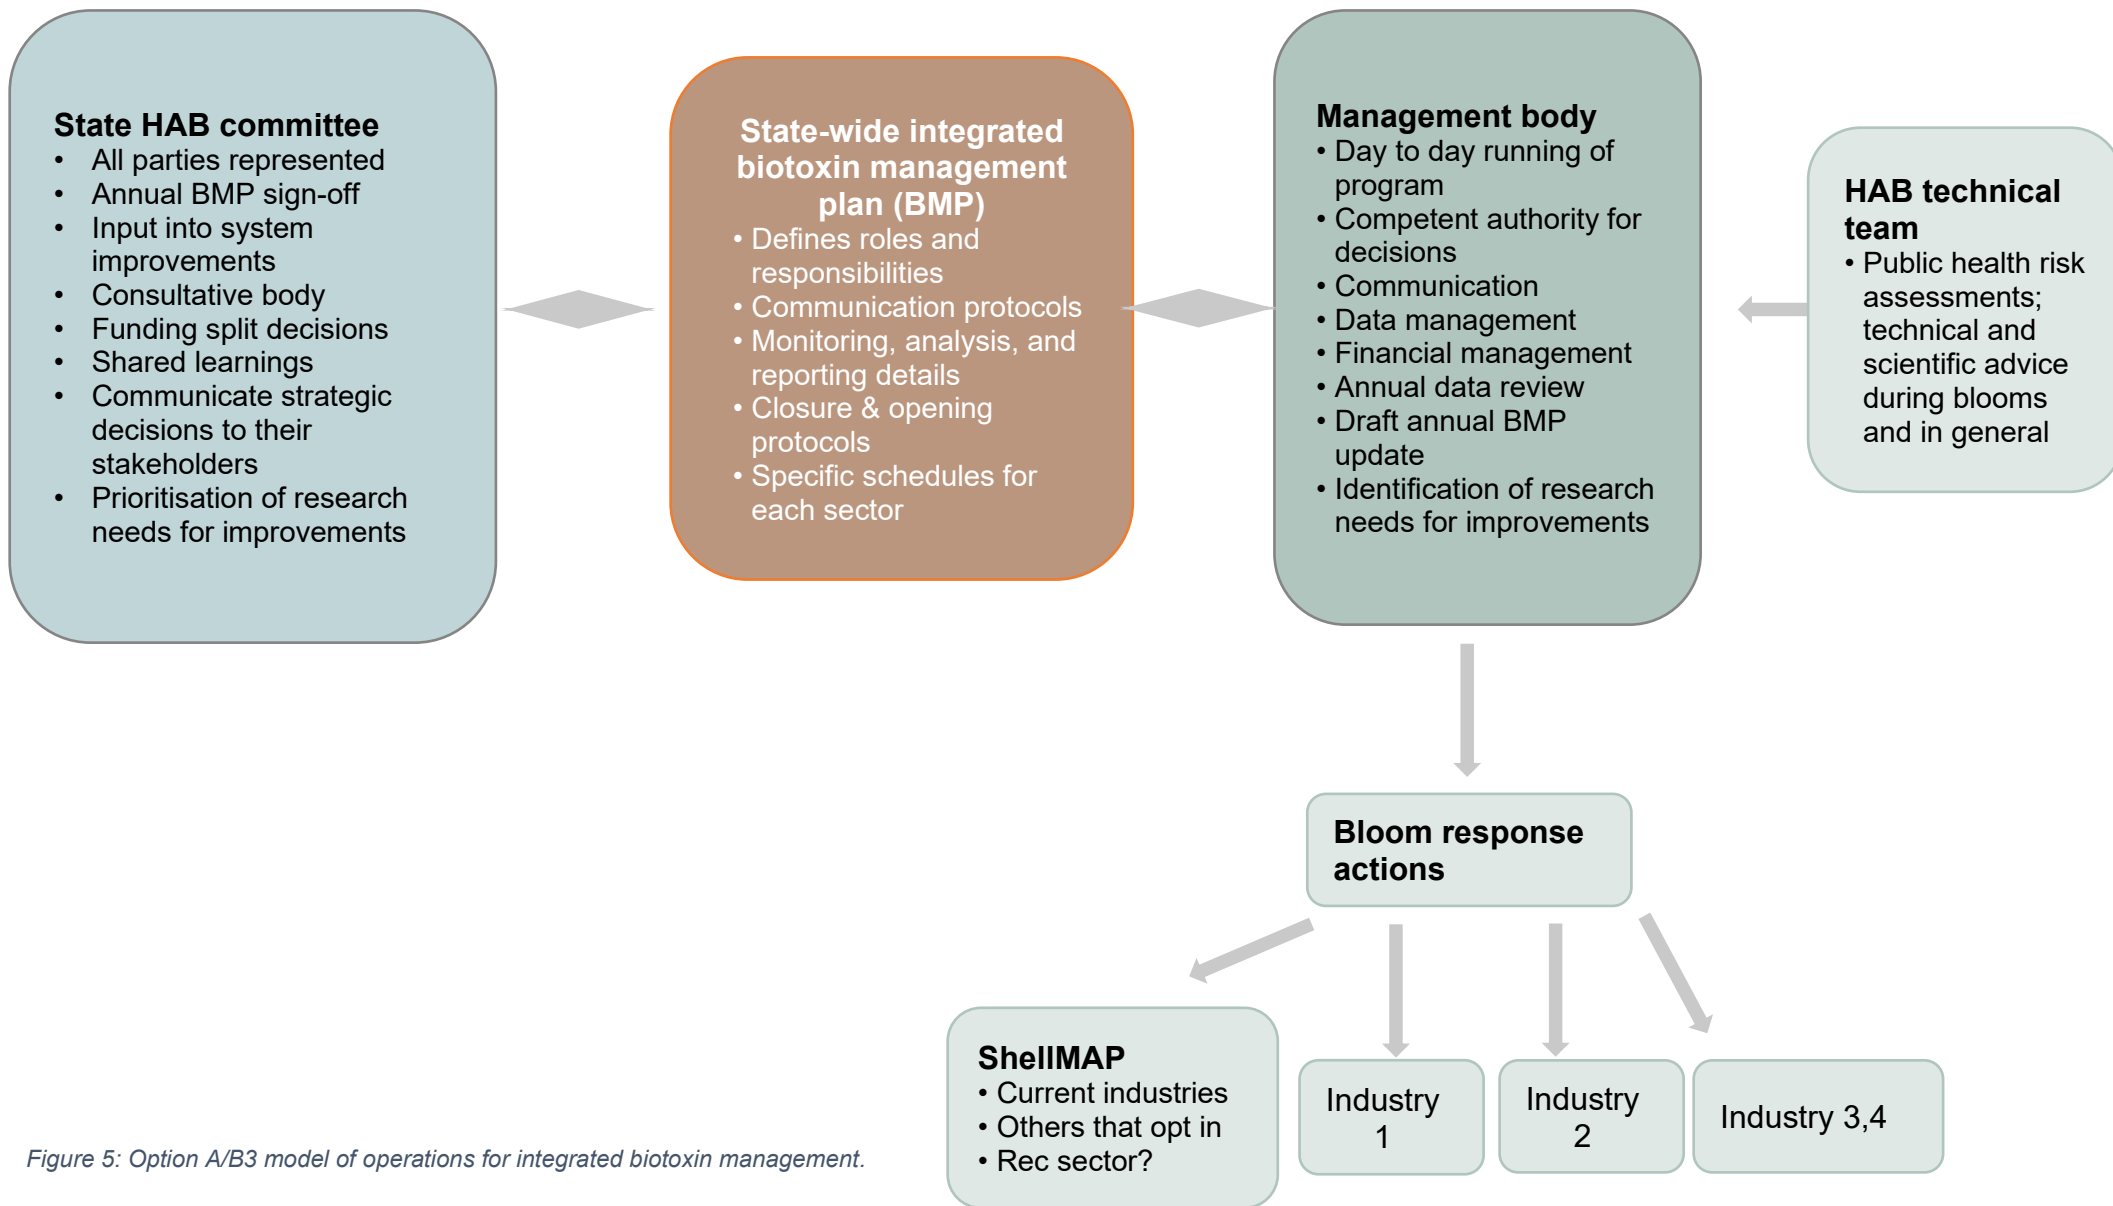 State HAB committee
• All parties represented
• Annual BMP sign-off
• Input into system
improvements
• Consultative body
• Funding split decisions
• Shared learnings
• Communicate strategic
decisions to their
stakeholders
• Prioritisation of research
needs for improvements
State-wide integrated
biotoxin management
plan (BMP)
• Defines roles and
responsibilities
• Communication protocols
• Monitoring, analysis, and
reporting details
• Closure & opening
protocols
• Specific schedules for
each sector
Management body
• Day to day running of
program
• Competent authority for
decisions
• Communication
• Data management
• Financial management
• Annual data review
• Draft annual BMP
update
• Identification of research
needs for improvements
HAB technical
team
• Public health risk
assessments;
technical and
scientific advice
during blooms
and in general
Bloom response
actions
ShellMAP
• Current industries
• Others that opt in
• Rec sector?
Industry
1
Industry
2
Industry 3,4
Figure 5: Option A/B3 model of operations for integrated biotoxin management.